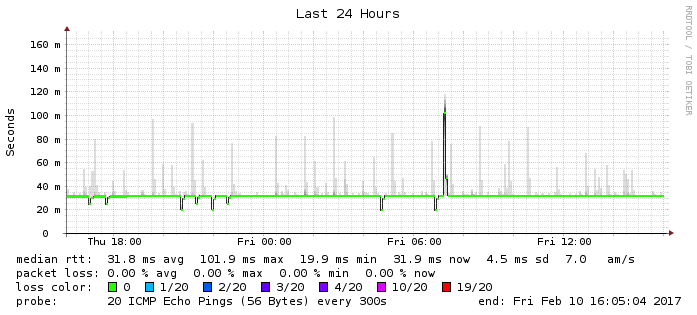 Last 24 Hours
RRDTOOL / TOBI OETIKER
Seconds
160 m
140 m
120 m
100 m
80 m
60 m
40 m
20 m
0
Thu 18:00 Fri 00:00 Fri 06:00 Fri 12:00
median rtt: 31.8 ms avg 101.9 ms max 19.9 ms min 31.9 ms now 4.5 ms sd 7.0 am/s
packet loss: 0.00 % avg 0.00 % max 0.00 % min 0.00 % now
loss color: 0 1/20 2/20 3/20 4/20 10/20 19/20
probe: 20 ICMP Echo Pings (56 Bytes) every 300s end: Fri Feb 10 16:05:04 2017